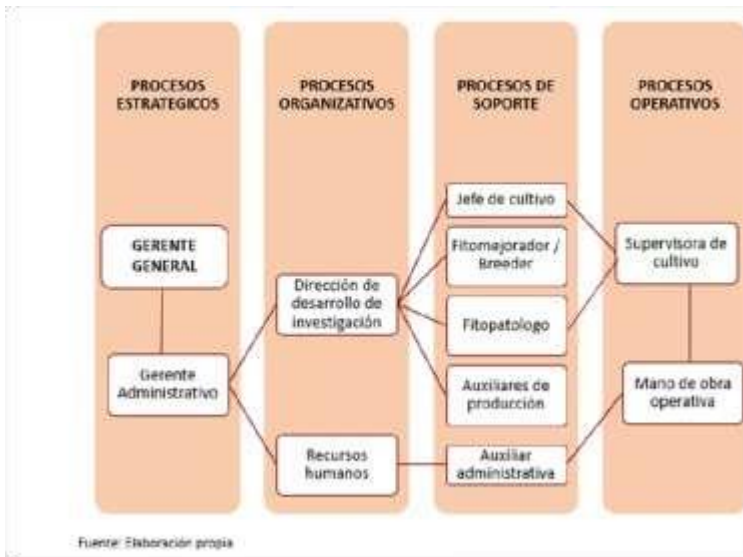 PROCESOS
ESTRATEGICOS
PROCESOS
ORGANIZATIVOS
PROCESOS DE
SOPORTE
PROCESOS
OPERATIVOS
GERENTE
GENERAL
Gerente
Administrativo
Dirección de
desarrollo de
investigación
Recursos
humanos
Jefe de cultivo
Fitomejorador /
Breeder
Fitopatologo
Auxiliares de
producción
Auxiliar
administrativa
Supervisora de
cultivo
Mano de obra
operativa
Fuente: Elaboración propia